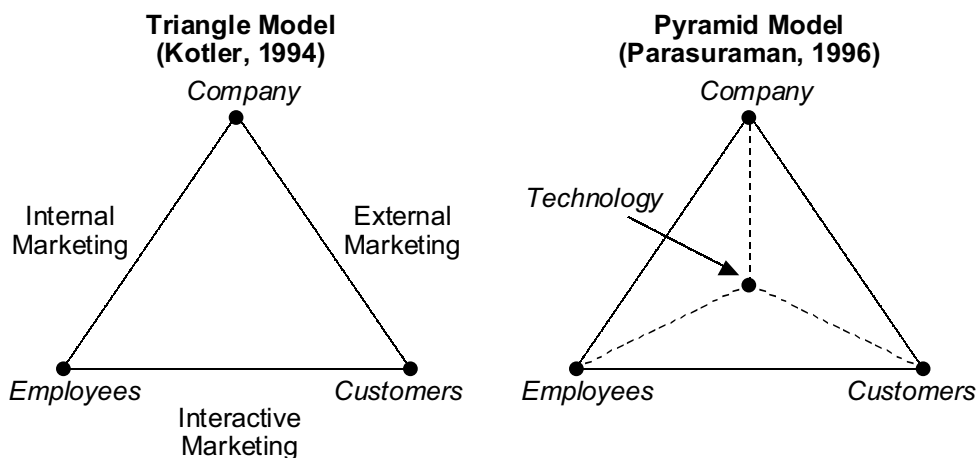 Triangle Model
(Kotler, 1994)
Company
Internal
Marketing
External
Marketing
Employees
Customers
Interactive
Marketing
Pyramid Model
(Parasuraman, 1996)
Company
Technology
Employees
Customers